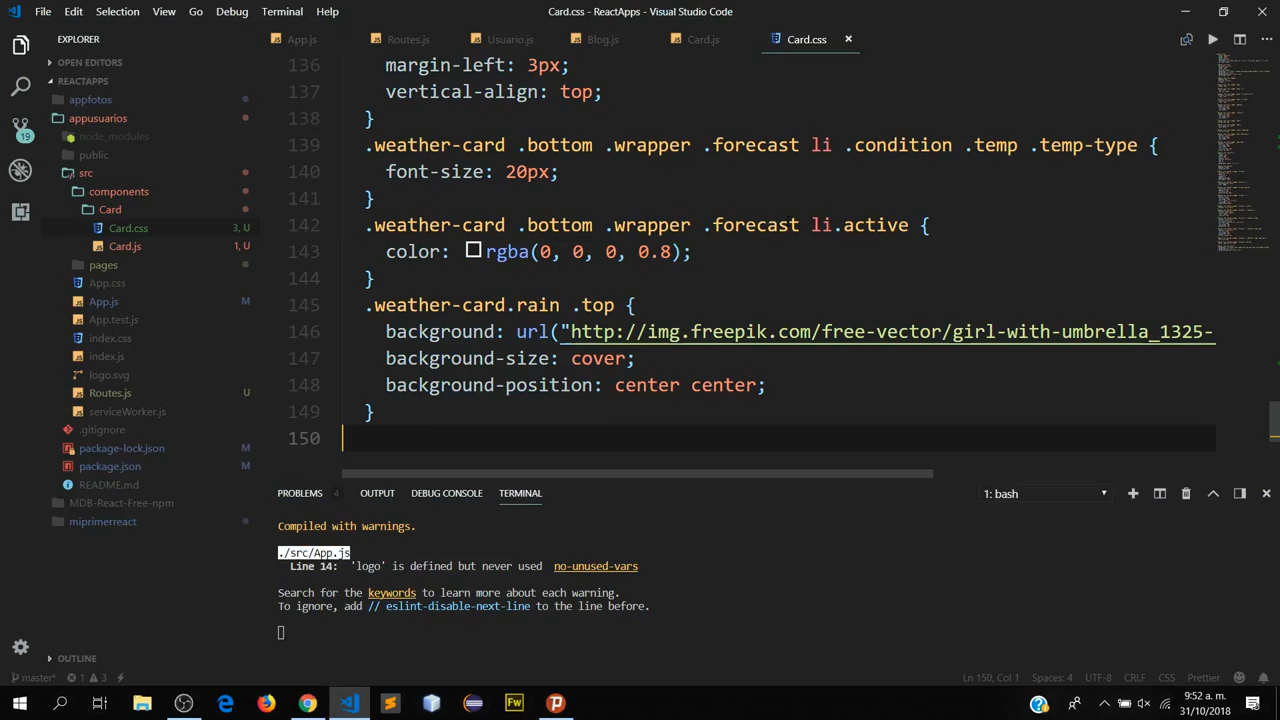 File Edit Selection View Go Debug Terminal Help
Card.css - ReactApps - Visual Studio Code
EXPLORER
App.js
Routes.js
Usuario.js
Blog.js
Card.js
Card.css
OPEN EDITORS
REACTAPPS
appfotos
appusuarios
node_modules
public
src
components
Card
Card.css 3, U
Card.js 1, U
pages
App.css
App.js M
App.test.js
index.css
index.js
logo.svg
Routes.js U
serviceWorker.js
.gitignore
package-lock.json M
package.json M
README.md
MDB-React-Free-npm
miprimerreact
OUTLINE
19
136 margin-left: 3px;
137 vertical-align: top;
138 }
139 .weather-card .bottom .wrapper .forecast li .condition .temp .temp-type {
140 font-size: 20px;
141 }
142 .weather-card .bottom .wrapper .forecast li.active {
143 color: rgba(0, 0, 0, 0.8);
144 }
145 .weather-card.rain .top {
146 background: url("http://img.freepik.com/free-vector/girl-with-umbrella_1325-
147 background-size: cover;
148 background-position: center center;
149 }
150
PROBLEMS 4 OUTPUT DEBUG CONSOLE TERMINAL
1: bash
Compiled with warnings.
./src/App.js
Line 14: 'logo' is defined but never used no-unused-vars
Search for the keywords to learn more about each warning.
To ignore, add // eslint-disable-next-line to the line before.
master* 1 3
Ln 150, Col 1 Spaces: 4 UTF-8 CRLF CSS Prettier
Fw
9:52 a. m.
31/10/2018